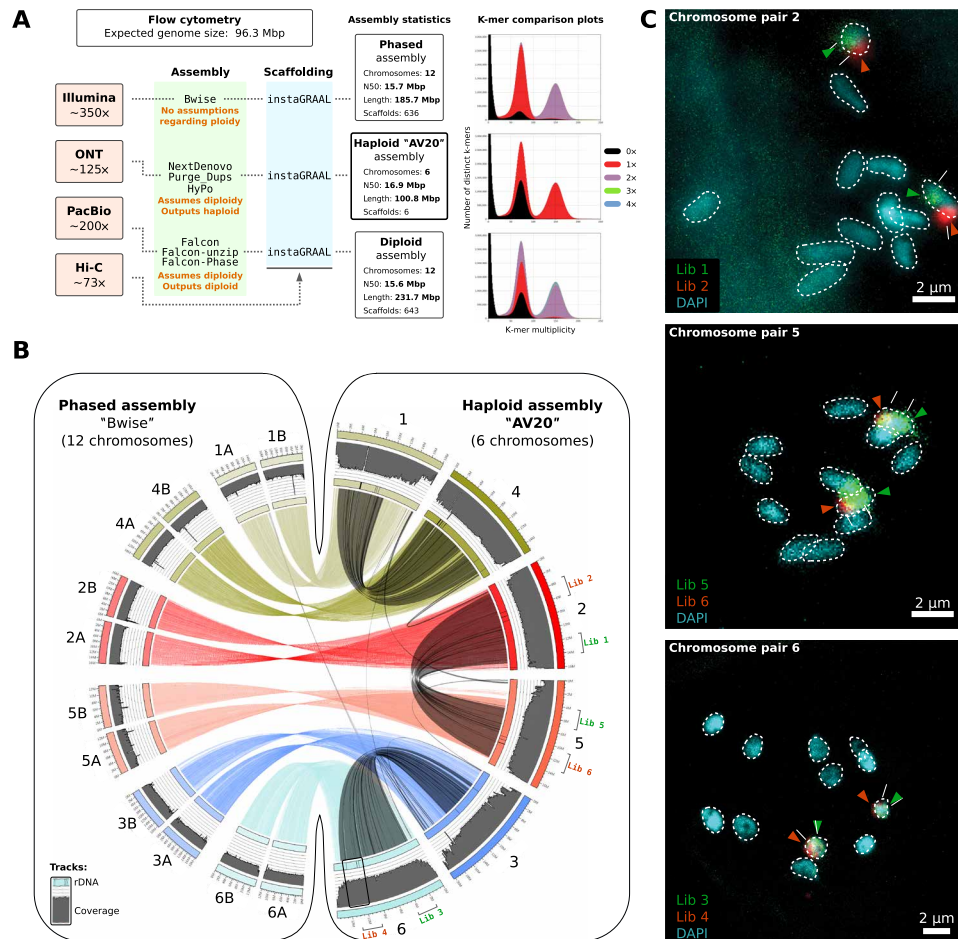 A
Flow cytometry
Expected genome size: 96.3 Mbp
Assembly
Scaffolding
Assembly statistics
K-mer comparison plots
Illumina
~350×
ONT
~125×
PacBio
~200×
Hi-C
~73×
Bwise
No assumptions
regarding ploidy
NextDenovo
Purge_Dups
HyPo
Assumes diploidy
Outputs haploid
Falcon
Falcon-unzip
Falcon-Phase
Assumes diploidy
Outputs diploid
instaGRAAL
instaGRAAL
instaGRAAL
Phased
assembly
Chromosomes: 12
N50: 15.7 Mbp
Length: 185.7 Mbp
Scaffolds: 636
Haploid "AV20"
assembly
Chromosomes: 6
N50: 16.9 Mbp
Length: 100.8 Mbp
Scaffolds: 6
Diploid
assembly
Chromosomes: 12
N50: 15.6 Mbp
Length: 231.7 Mbp
Scaffolds: 643
Number of distinct k-mers
K-mer multiplicity
0×
1×
2×
3×
4×
B
Phased assembly
"Bwise"
(12 chromosomes)
Haploid assembly
"AV20"
(6 chromosomes)
1A
1B
4B
4A
2B
2A
5B
5A
3B
3A
6B
6A
1
4
2
5
3
6
Lib 2
Lib 1
Lib 5
Lib 6
Lib 3
Lib 4
Tracks:
rDNA
Coverage
C
Chromosome pair 2
Lib 1
Lib 2
DAPI
2 µm
Chromosome pair 5
Lib 5
Lib 6
DAPI
2 µm
Chromosome pair 6
Lib 3
Lib 4
DAPI
2 µm